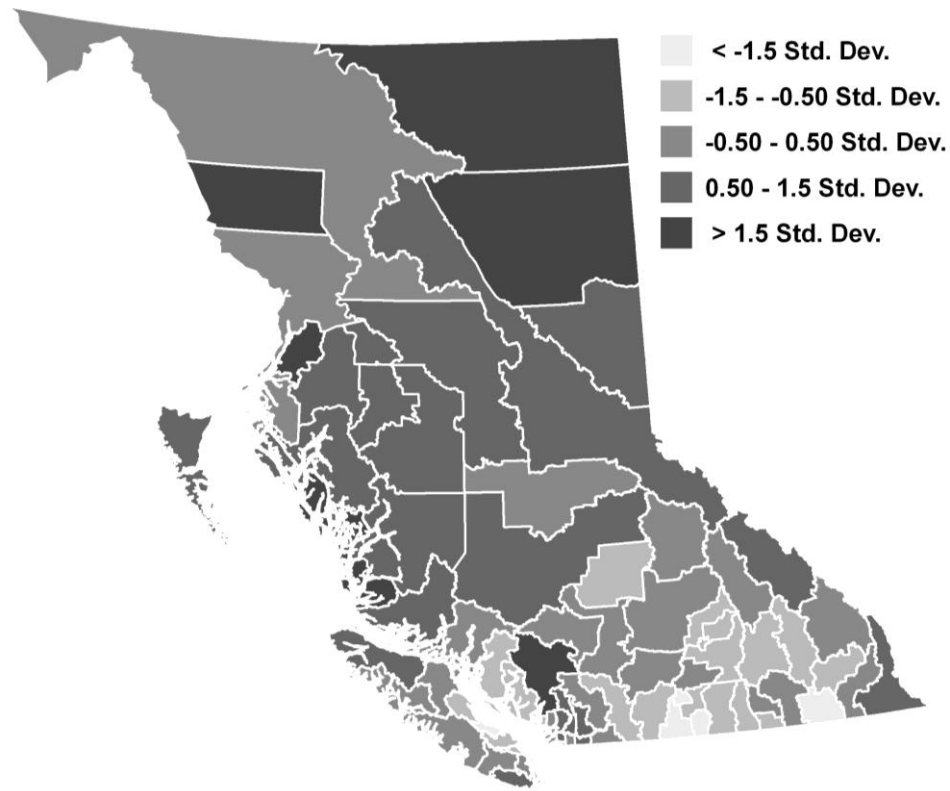 < -1.5 Std. Dev.
-1.5 - -0.50 Std. Dev.
-0.50 - 0.50 Std. Dev.
0.50 - 1.5 Std. Dev.
> 1.5 Std. Dev.